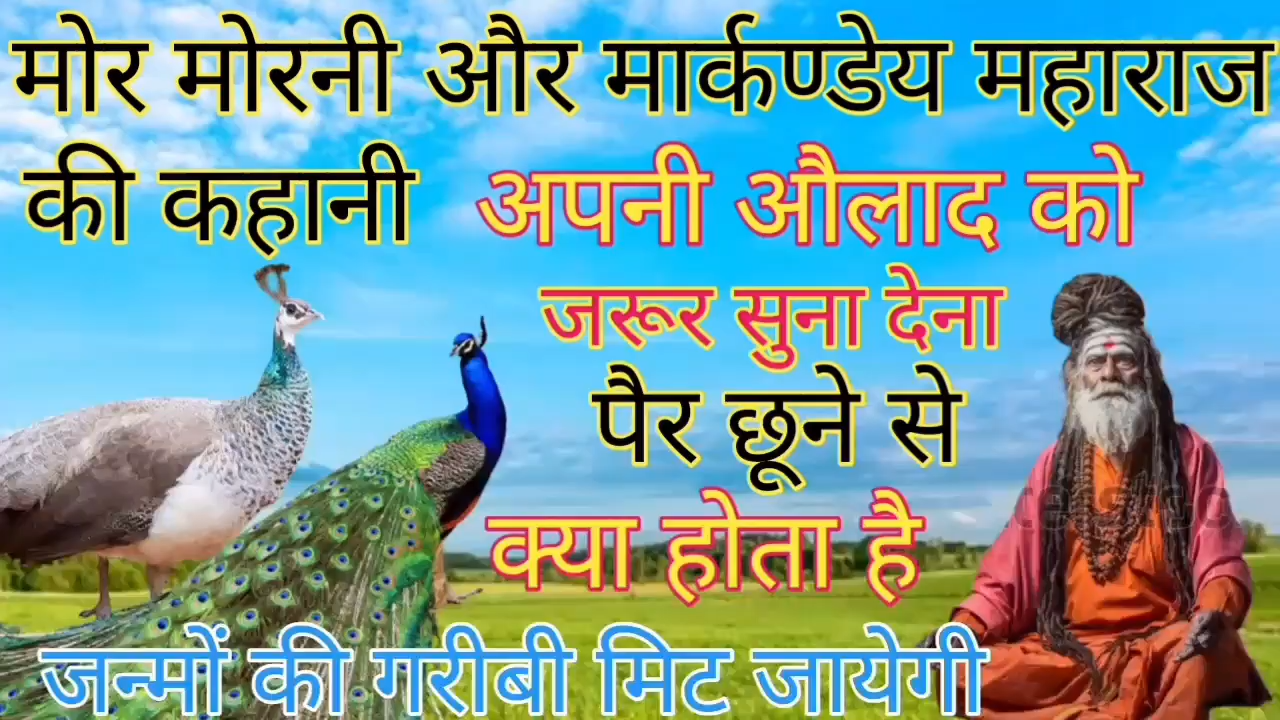 मोर मोरनी और मार्कण्डेय महाराज
की कहानी अपनी औलाद को
जरूर सुना देना
पैर छूने से
क्या होता है
जन्मों की गरीबी मिट जायेगी